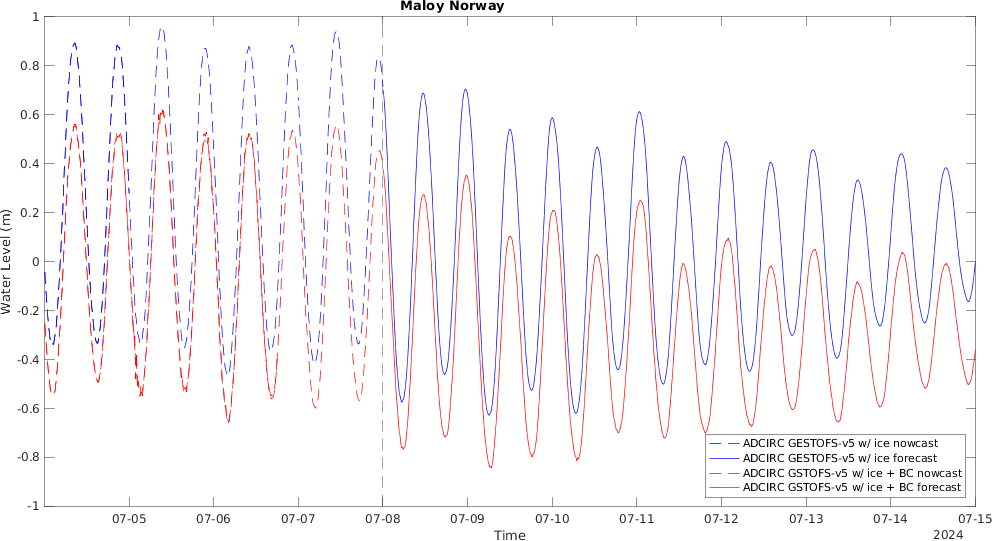 Maloy Norway
1
0.8
0.6
0.4
0.2
0
-0.2
-0.4
-0.6
-0.8
-1
Water Level (m)
07-05 07-06 07-07 07-08 07-09 07-10 07-11 07-12 07-13 07-14 07-15
Time
2024
ADCIRC GESTOFS-v5 w/ ice nowcast
ADCIRC GESTOFS-v5 w/ ice forecast
ADCIRC GSTOFS-v5 w/ ice + BC nowcast
ADCIRC GSTOFS-v5 w/ ice + BC forecast